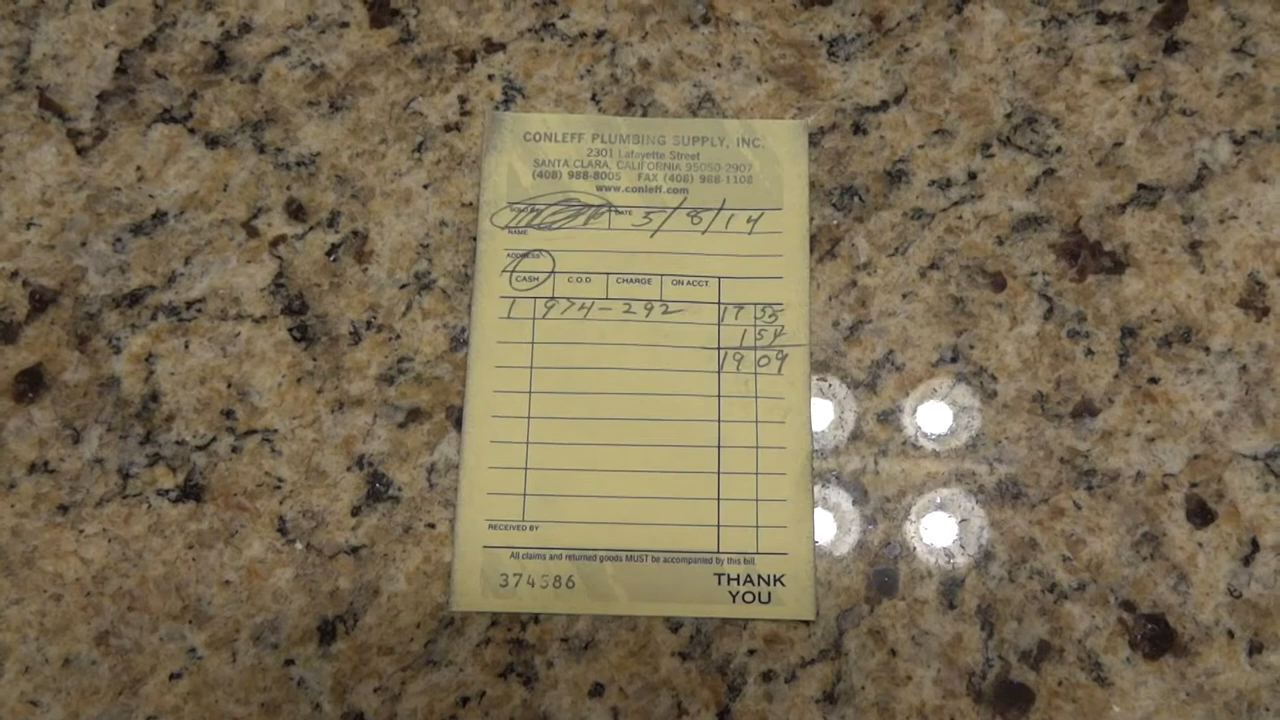 CONLEFF PLUMBING SUPPLY, INC.
2301 Lafayette Street
SANTA CLARA, CALIFORNIA 95050-2907
(408) 988-8005 FAX (408) 988-1108
www.conleff.com
DATE 5/8/14
NAME
ADDRESS
CASH C.O.D CHARGE ON ACCT.
1 974-292 17 55
1 54
19 09
RECEIVED BY
All claims and returned goods MUST be accompanied by this bill.
374586 THANK
YOU